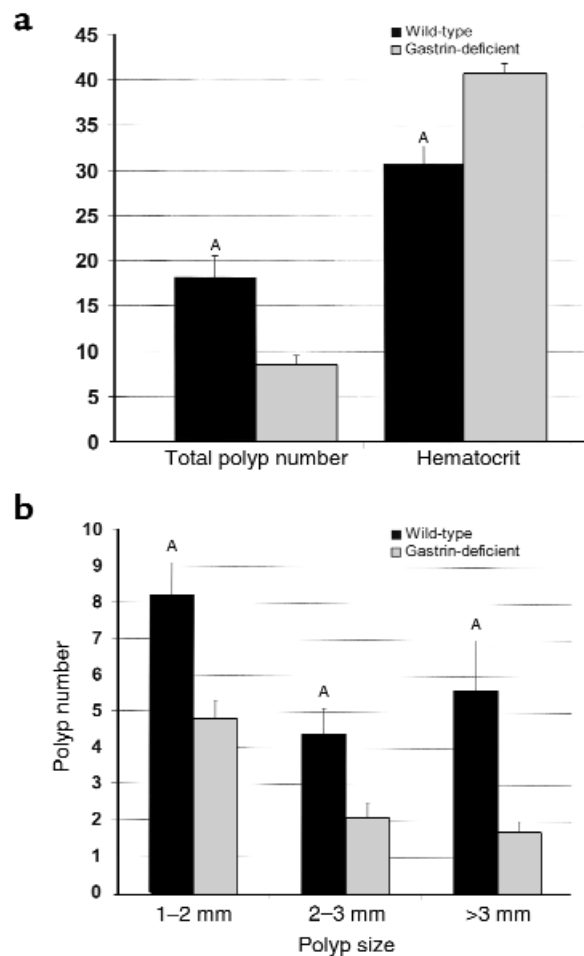 a
Wild-type
Gastrin-deficient
45
40
35
30
25
20
15
10
5
0
A
A
Total polyp number Hematocrit
b
Wild-type
Gastrin-deficient
Polyp number
10
9
8
7
6
5
4
3
2
1
0
A
A
A
1–2 mm 2–3 mm >3 mm
Polyp size